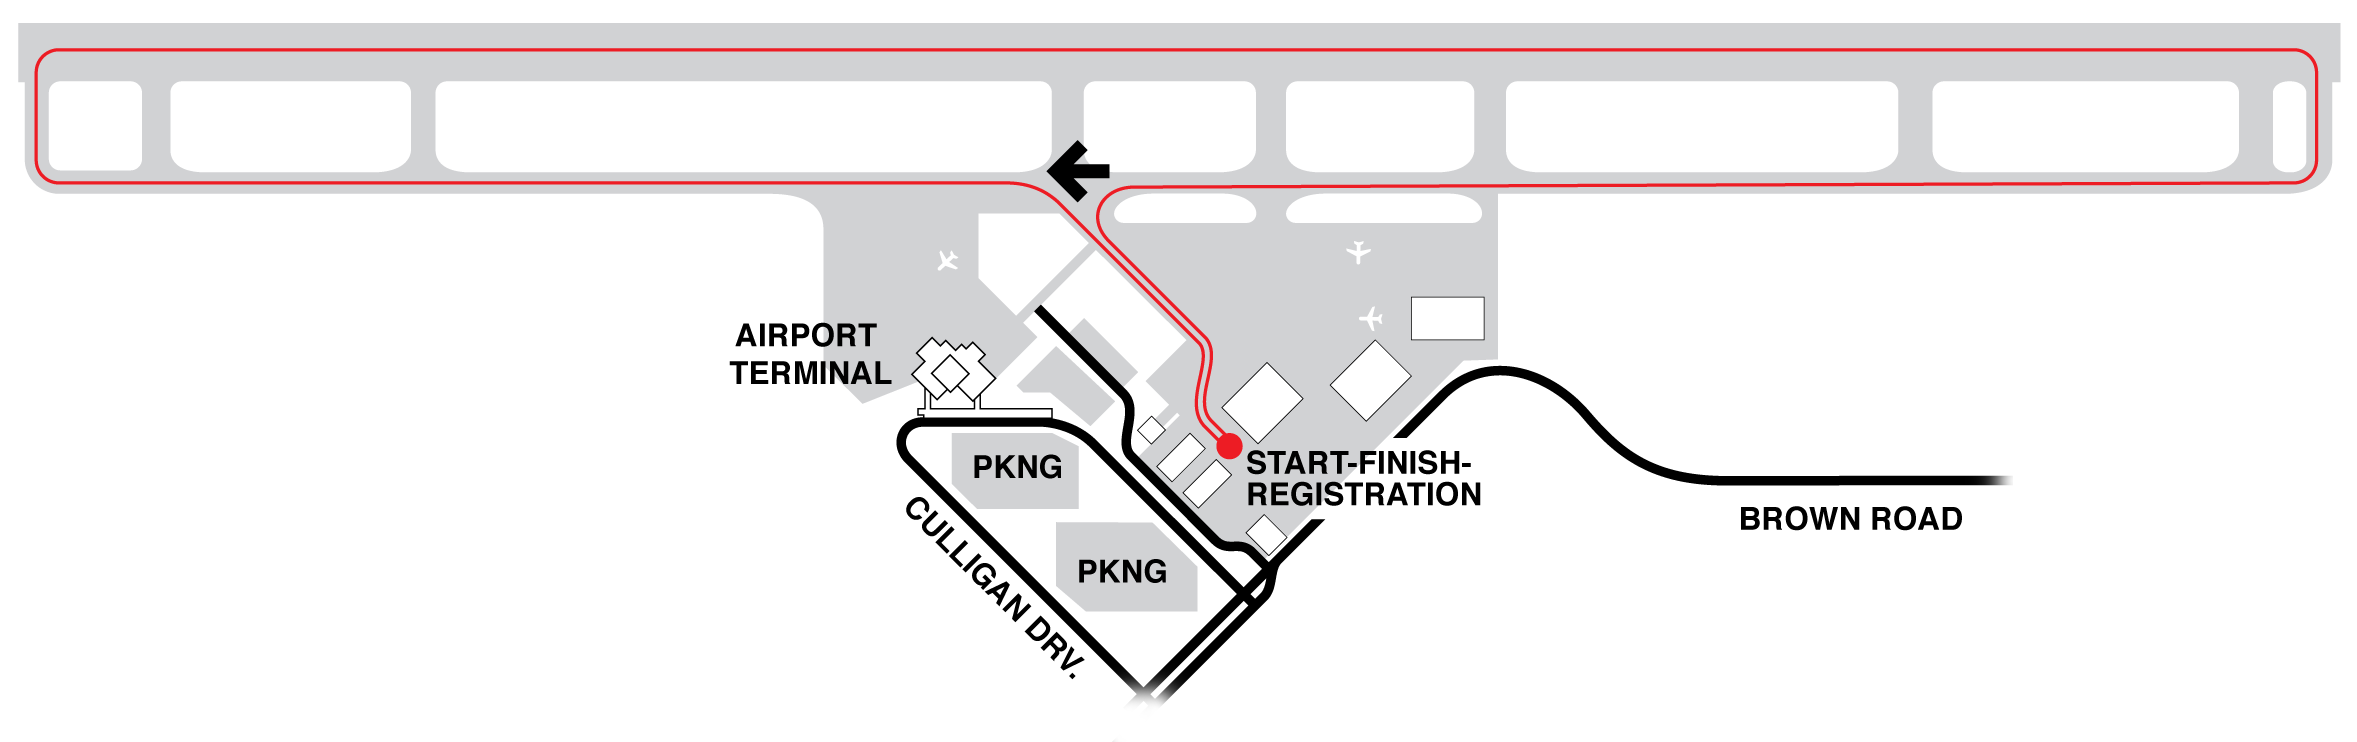 AIRPORT
TERMINAL
PKNG
START-FINISH-
REGISTRATION
BROWN ROAD
CULLIGAN DRV.
PKNG